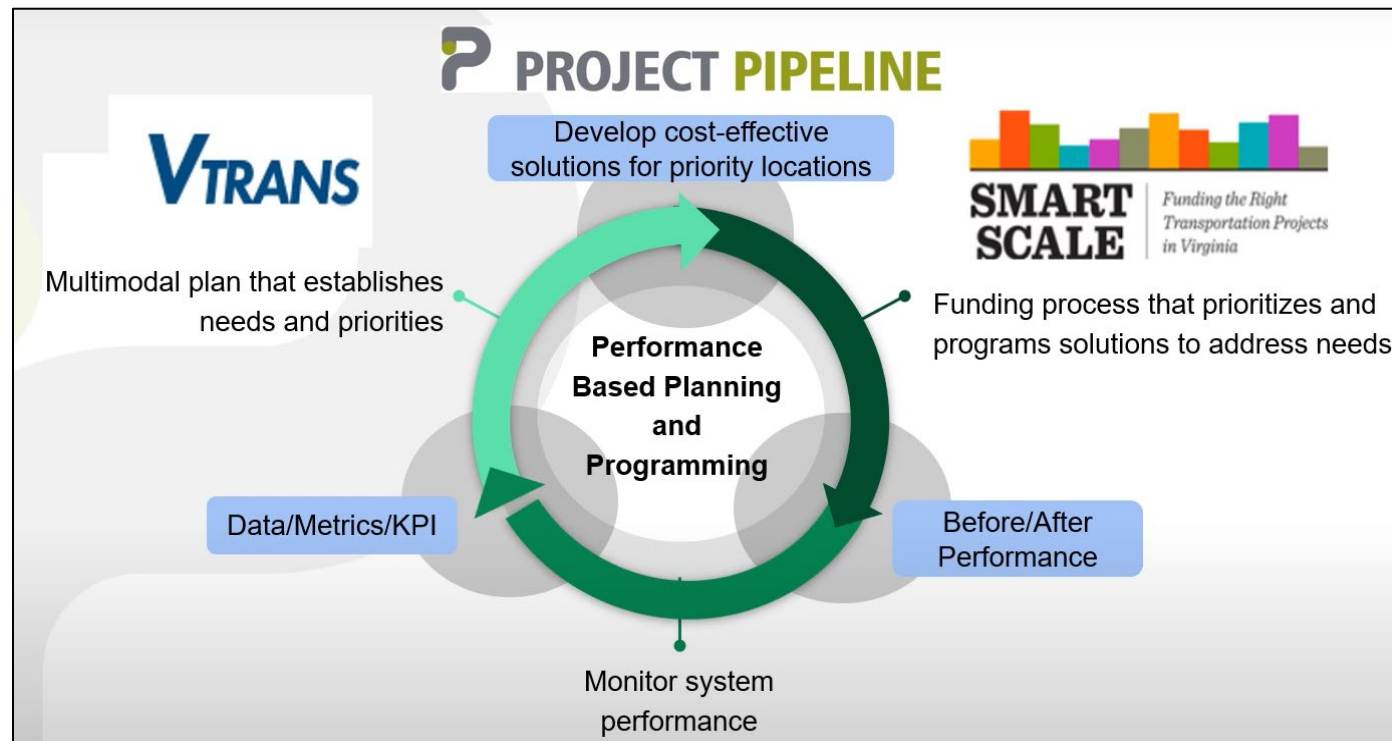 PROJECT PIPELINE
Develop cost-effective
solutions for priority locations
VTRANS
Multimodal plan that establishes
needs and priorities
SMART
SCALE
Funding the Right
Transportation Projects
in Virginia
Funding process that prioritizes and
programs solutions to address needs
Performance
Based Planning
and
Programming
Data/Metrics/KPI
Before/After
Performance
Monitor system
performance